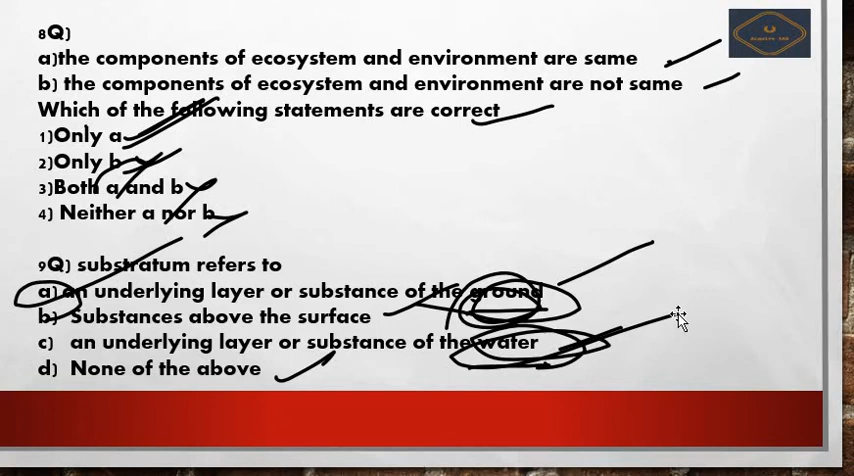 8Q)
a)the components of ecosystem and environment are same
b) the components of ecosystem and environment are not same
Which of the following statements are correct
1)Only a
2)Only b
3)Both a and b
4) Neither a nor b
9Q) substratum refers to
a)an underlying layer or substance of the ground
b) Substances above the surface
c) an underlying layer or substance of the water
d) None of the above